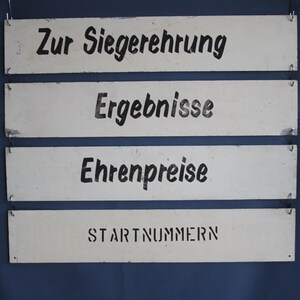 Zur Siegerehrung
Ergebnisse
Ehrenpreise
STARTNUMMERN